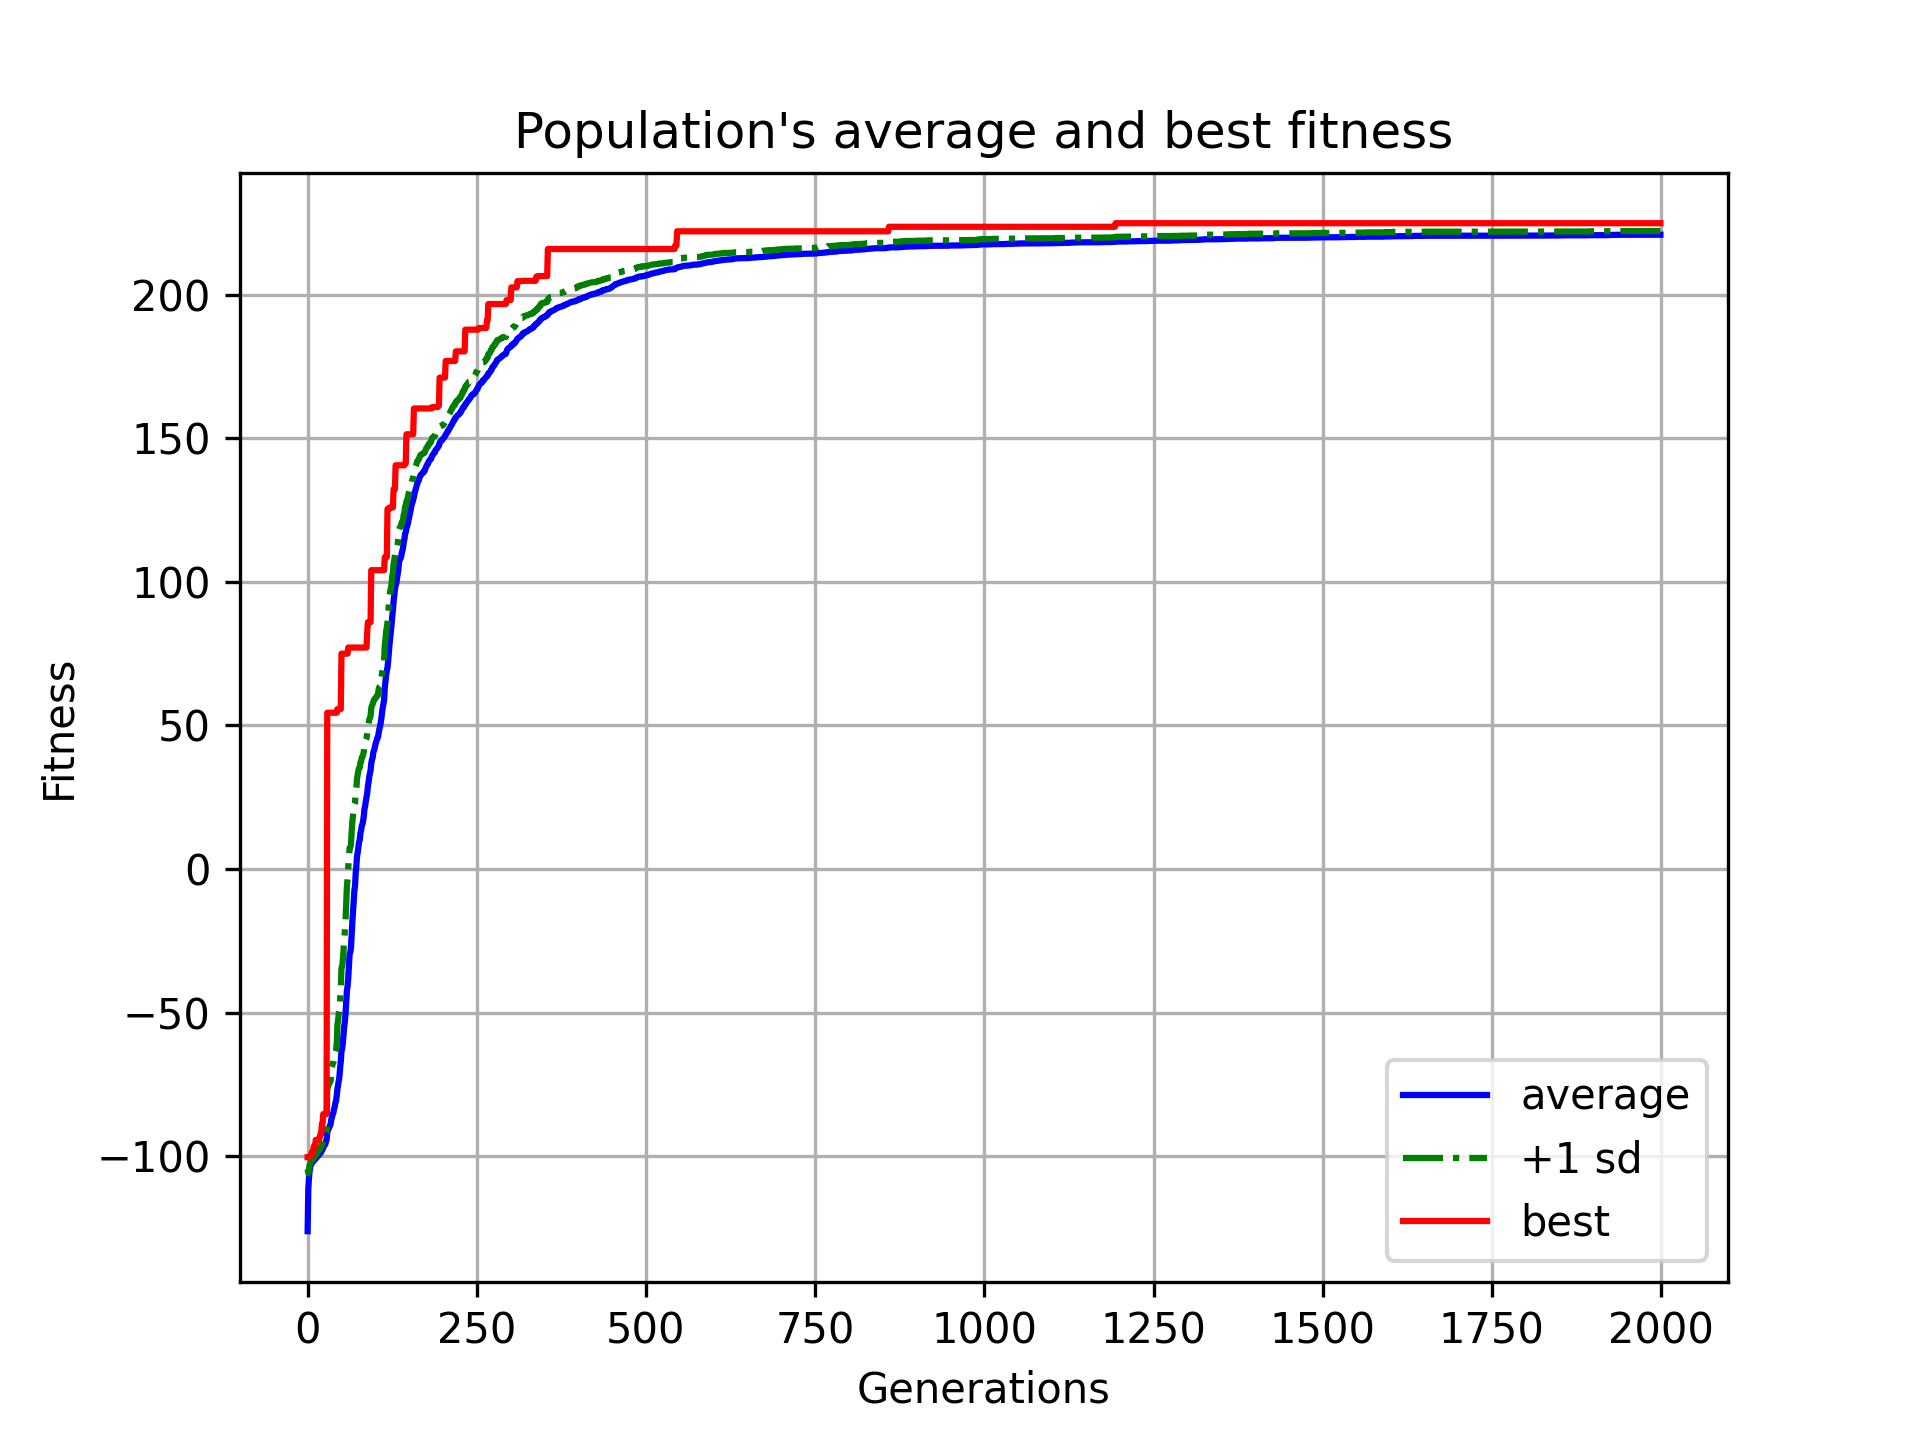 Population's average and best fitness
Fitness
200
150
100
50
0
−50
−100
0 250 500 750 1000 1250 1500 1750 2000
Generations
average
+1 sd
best